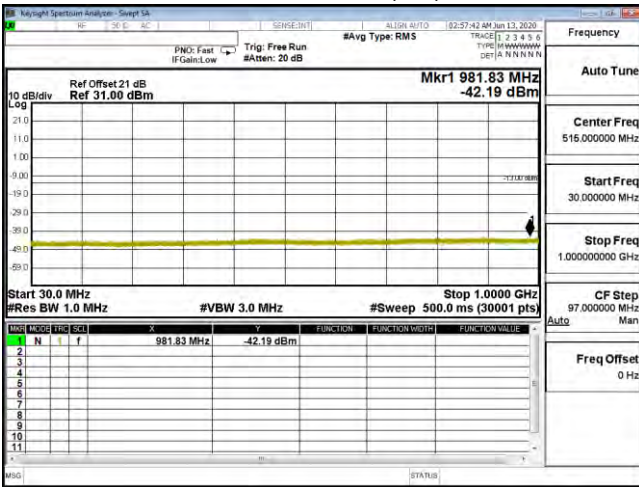 Keysight Spectrum Analyzer - Swept SA
RF 50 Ω AC SENSE:INT ALIGN AUTO 02:57:42 AM Jun 13, 2020
#Avg Type: RMS
TRACE 1 2 3 4 5 6
TYPE M WWWWW
DET A N N N N N
PNO: Fast
IFGain:Low
Trig: Free Run
#Atten: 20 dB
Frequency
Auto Tune
Center Freq
515.000000 MHz
Start Freq
30.000000 MHz
Stop Freq
1.000000000 GHz
CF Step
97.000000 MHz
Auto Man
Freq Offset
0 Hz
Mkr1 981.83 MHz
-42.19 dBm
Ref Offset 21 dB
10 dB/div Ref 31.00 dBm
Log
21.0
11.0
1.00
-9.00
-13.00 dBm
-19.0
-29.0
-39.0
-49.0
-59.0
1
Start 30.0 MHz Stop 1.0000 GHz
#Res BW 1.0 MHz #VBW 3.0 MHz #Sweep 500.0 ms (30001 pts)
MKR MODE TRC SCL X Y FUNCTION FUNCTION WIDTH FUNCTION VALUE
1 N 1 f 981.83 MHz -42.19 dBm
2
3
4
5
6
7
8
9
10
11
MSG STATUS